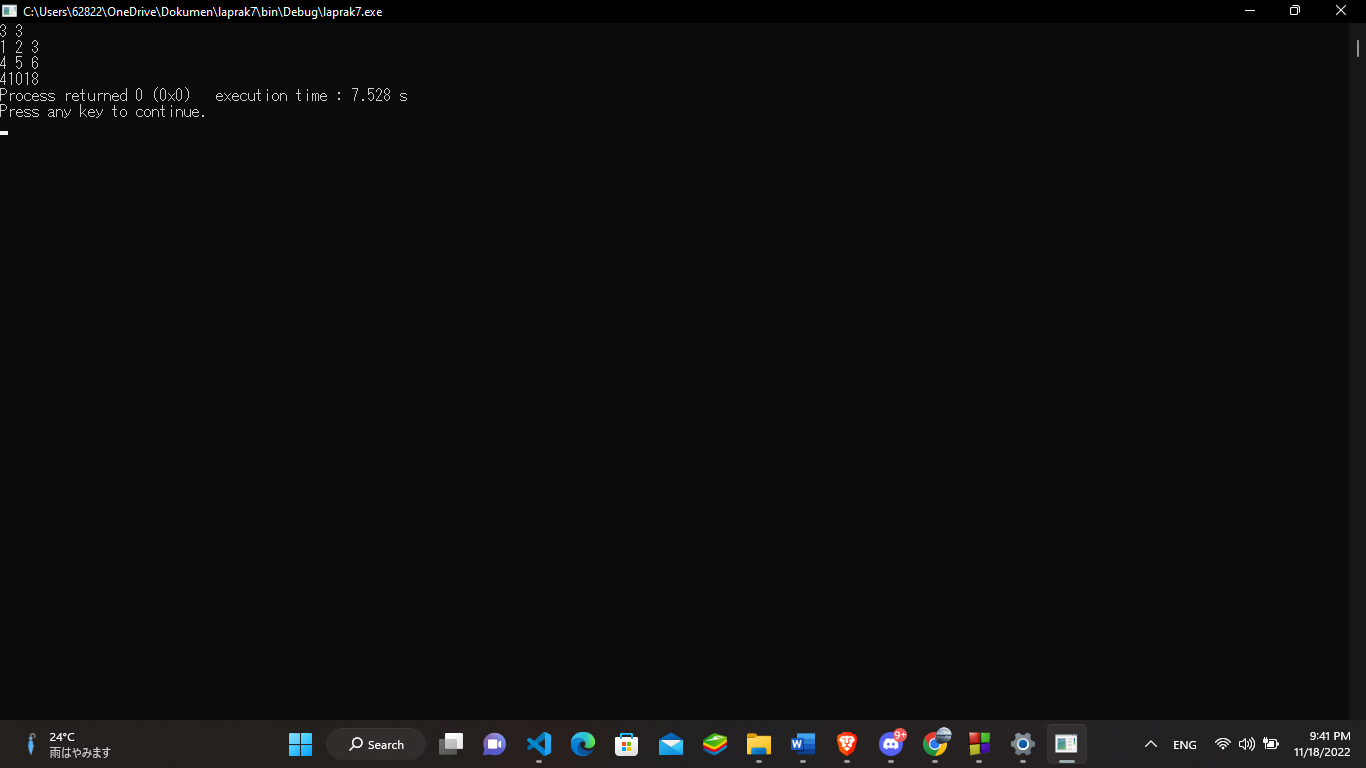 C:\Users\62822\OneDrive\Dokumen\laprak7\bin\Debug\laprak7.exe
3 3
1 2 3
4 5 6
41018
Process returned 0 (0x0)   execution time : 7.528 s
Press any key to continue.
24°C
雨はやみます
Search
9+
ENG
9:41 PM
11/18/2022